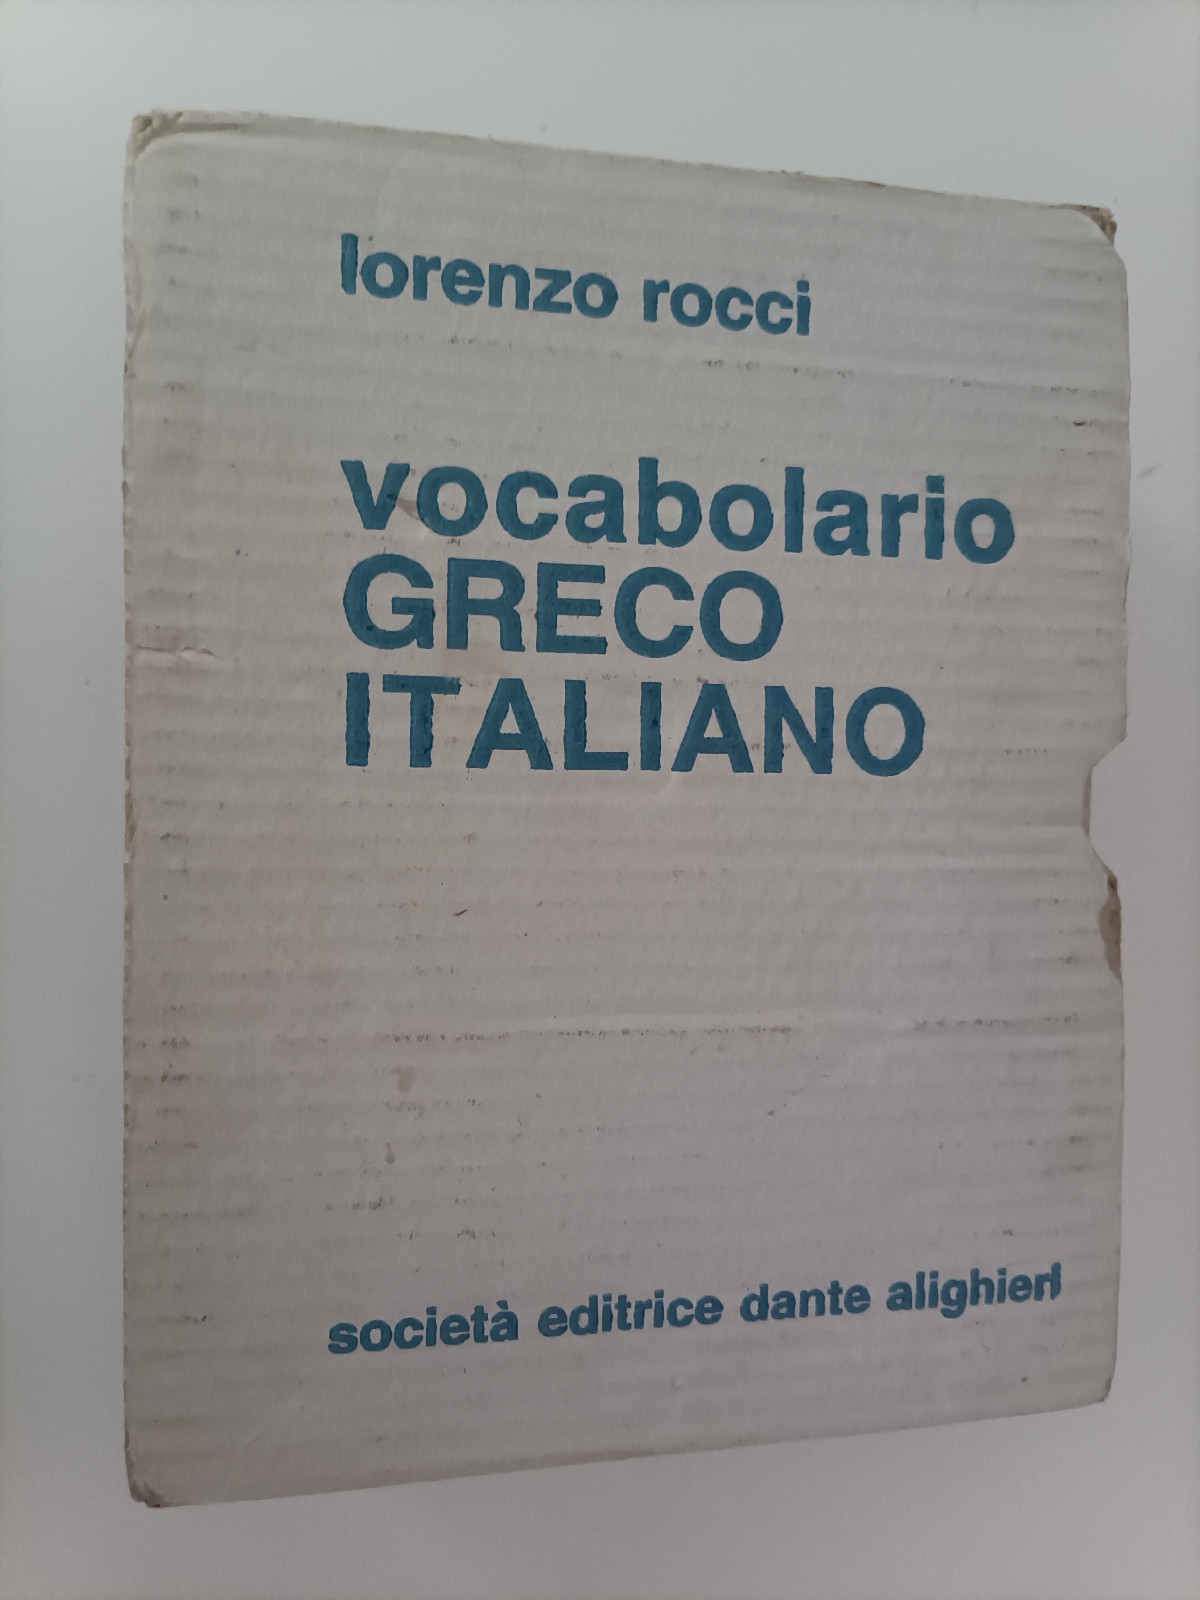 lorenzo rocci
vocabolario
GRECO
ITALIANO
società editrice dante alighieri